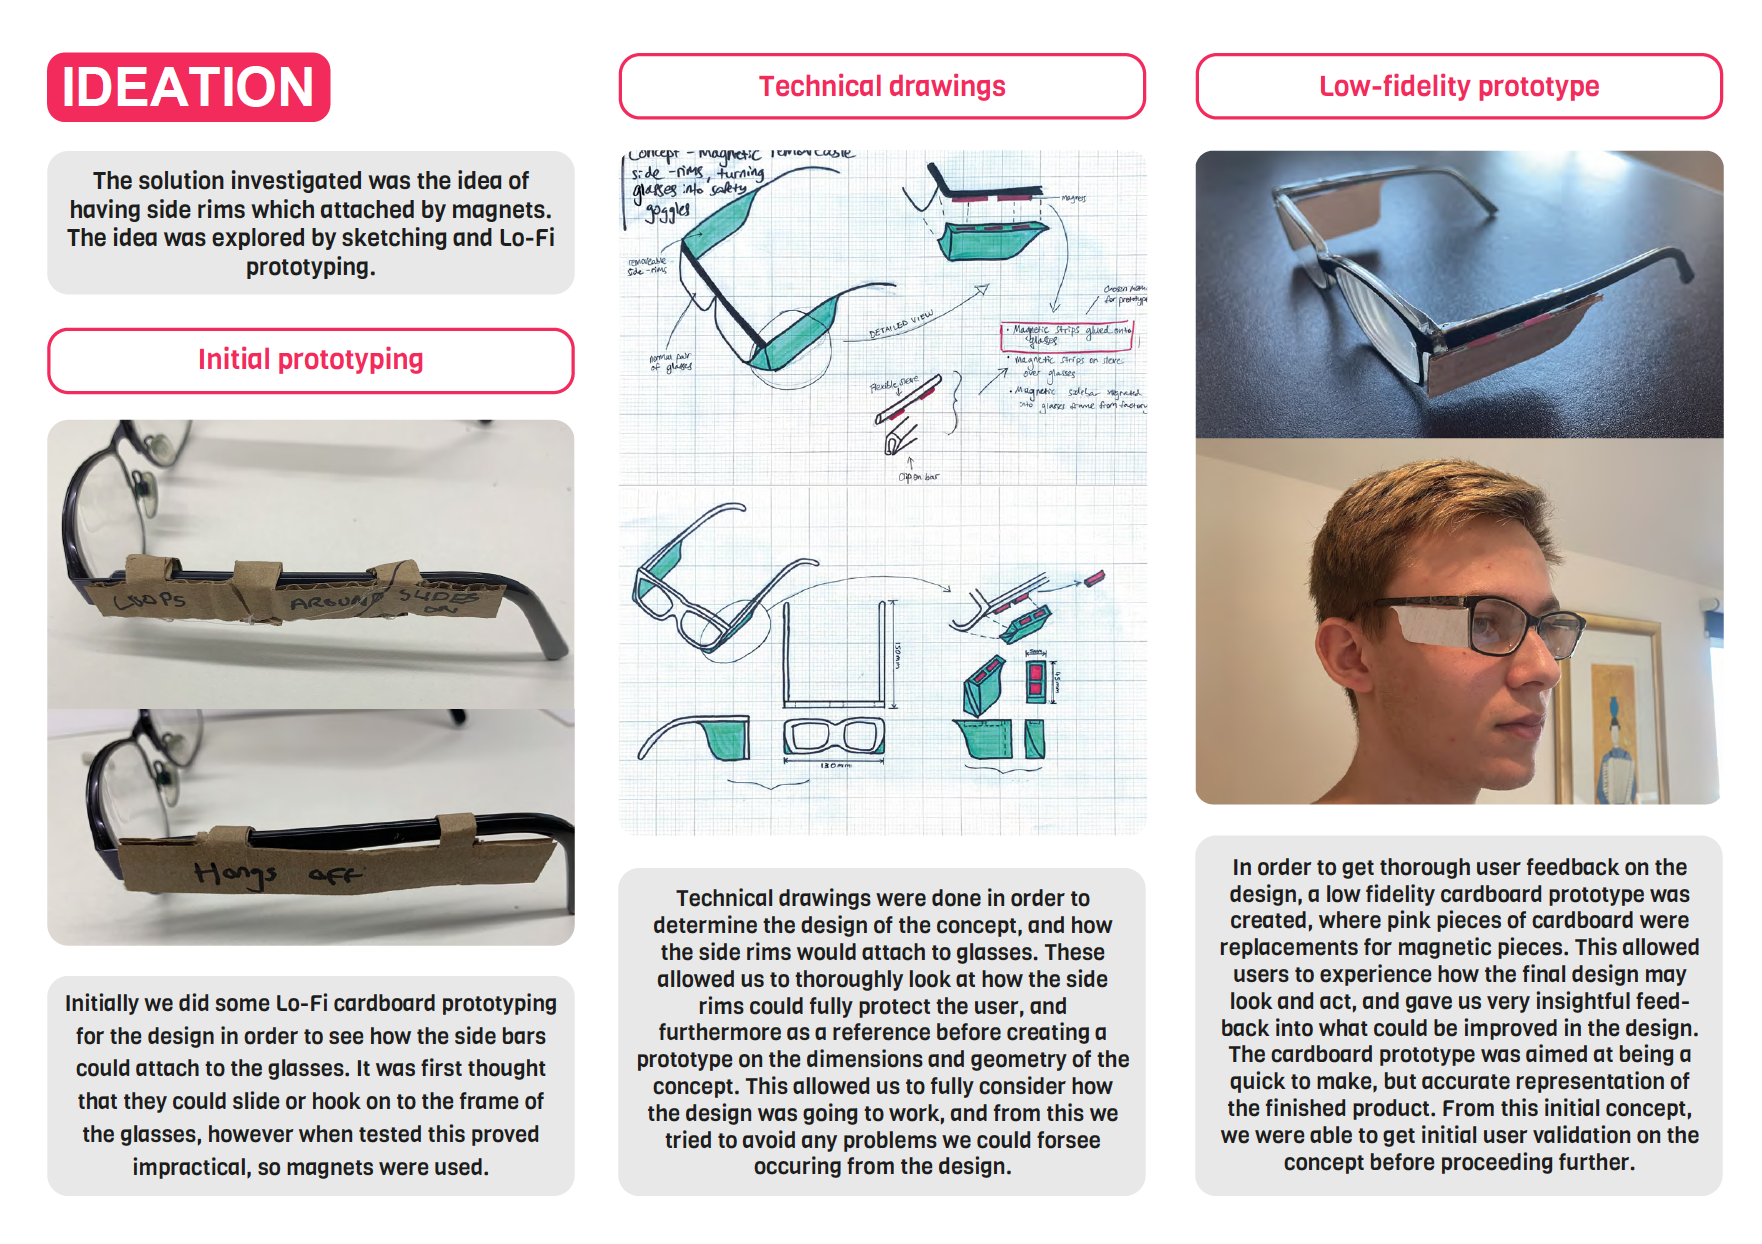 IDEATION
The solution investigated was the idea of
having side rims which attached by magnets.
The idea was explored by sketching and Lo-Fi
prototyping.
Initial prototyping
LOOPS AROUND SLIDES
ON
Hangs off
Initially we did some Lo-Fi cardboard prototyping
for the design in order to see how the side bars
could attach to the glasses. It was first thought
that they could slide or hook on to the frame of
the glasses, however when tested this proved
impractical, so magnets were used.
Technical drawings
Concept - Magnetic removeable
side-rims, turning
glasses into safety
goggles
magnets
removeable
side-rims
normal pair
of glasses
DETAILED VIEW
Chosen
for prototype
• Magnetic strips glued onto
glasses
• Magnetic strips on sleve
over glasses
• Magnetic sidebar
into glasses frame from factory
Flexible sleve
Clip on bar
150mm
130mm
45mm
Technical drawings were done in order to
determine the design of the concept, and how
the side rims would attach to glasses. These
allowed us to thoroughly look at how the side
rims could fully protect the user, and
furthermore as a reference before creating a
prototype on the dimensions and geometry of the
concept. This allowed us to fully consider how
the design was going to work, and from this we
tried to avoid any problems we could forsee
occuring from the design.
Low-fidelity prototype
In order to get thorough user feedback on the
design, a low fidelity cardboard prototype was
created, where pink pieces of cardboard were
replacements for magnetic pieces. This allowed
users to experience how the final design may
look and act, and gave us very insightful feed-
back into what could be improved in the design.
The cardboard prototype was aimed at being a
quick to make, but accurate representation of
the finished product. From this initial concept,
we were able to get initial user validation on the
concept before proceeding further.